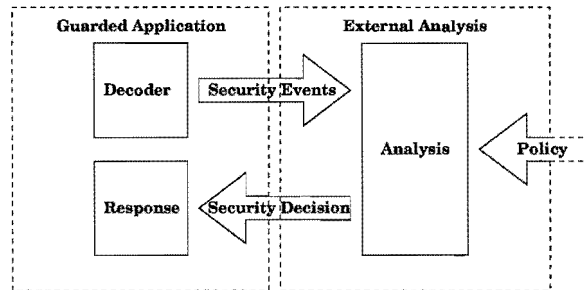 Guarded Application
External Analysis
Decoder
Security Events
Analysis
Policy
Response
Security Decision